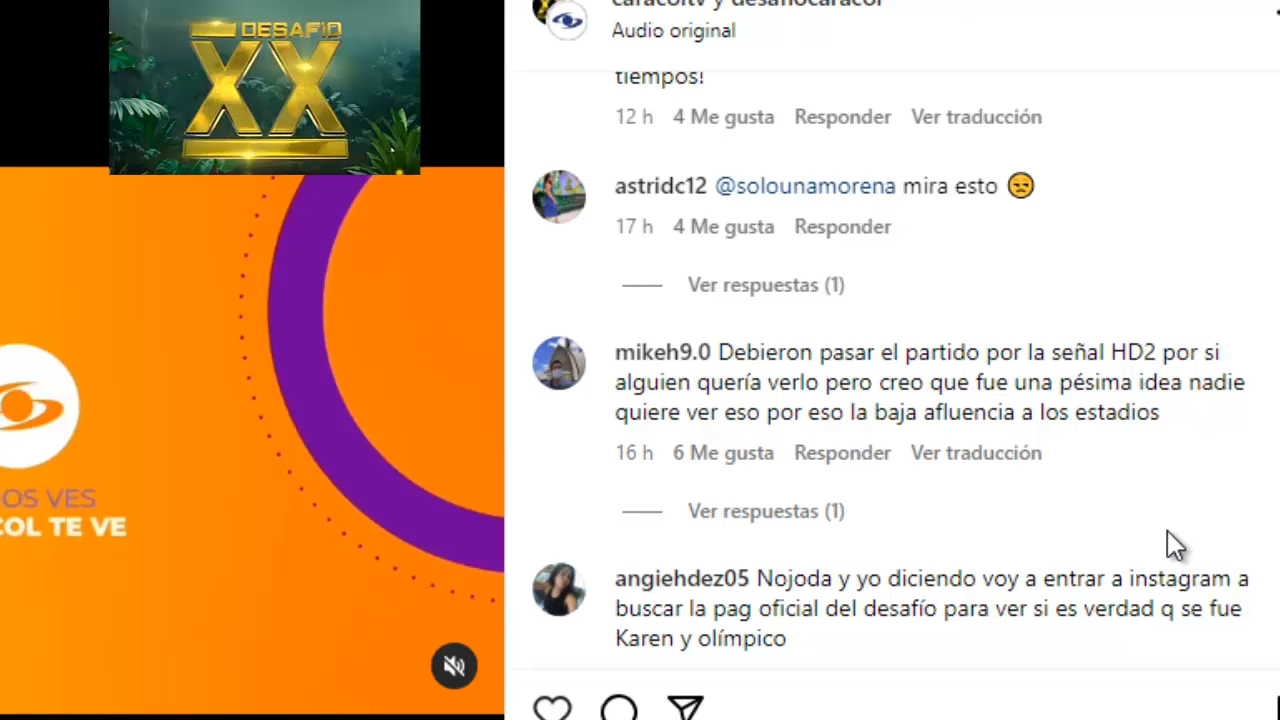 DESAFÍO
XX
OS VES
COL TE VE
caracoltv y desafiocaracol
Audio original
tiempos!
12 h 4 Me gusta Responder Ver traducción
astridc12 @solounamorena mira esto 😒
17 h 4 Me gusta Responder
Ver respuestas (1)
mikeh9.0 Debieron pasar el partido por la señal HD2 por si
alguien quería verlo pero creo que fue una pésima idea nadie
quiere ver eso por eso la baja afluencia a los estadios
16 h 6 Me gusta Responder Ver traducción
Ver respuestas (1)
angiehdez05 Nojoda y yo diciendo voy a entrar a instagram a
buscar la pag oficial del desafío para ver si es verdad q se fue
Karen y olímpico